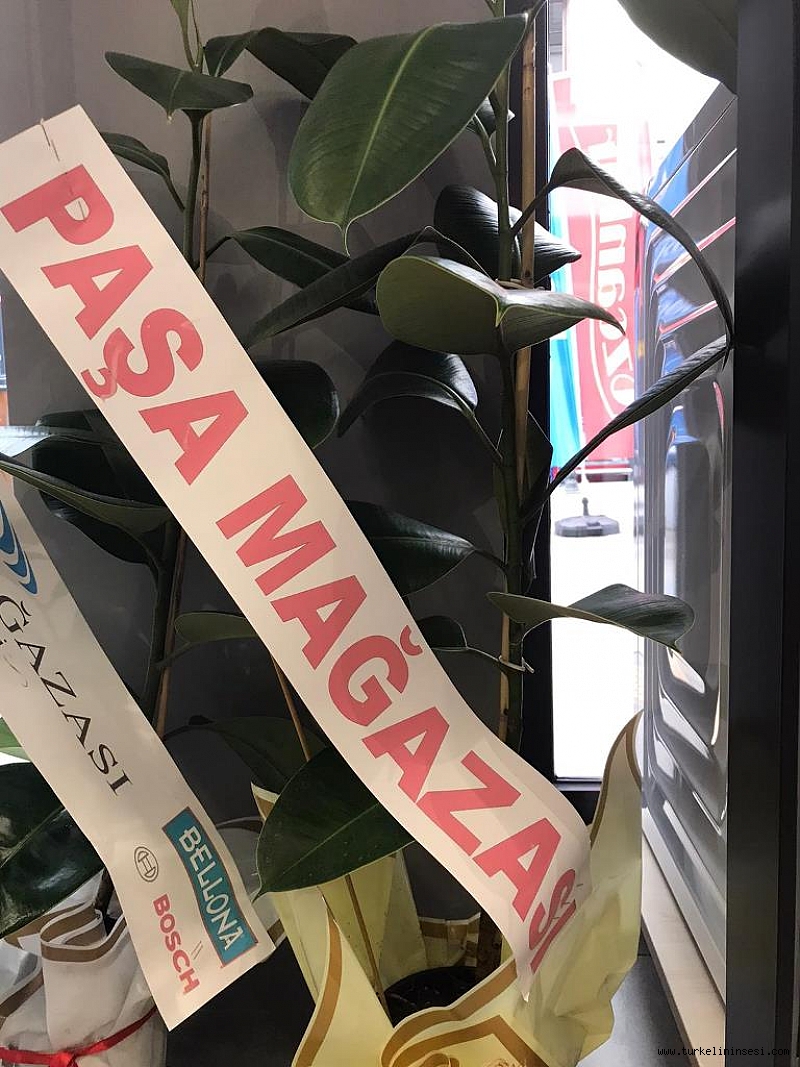 PAŞA MAĞAZASI
ĞAZASI
BELLONA
BOSCH
www.turkelininsesi.com